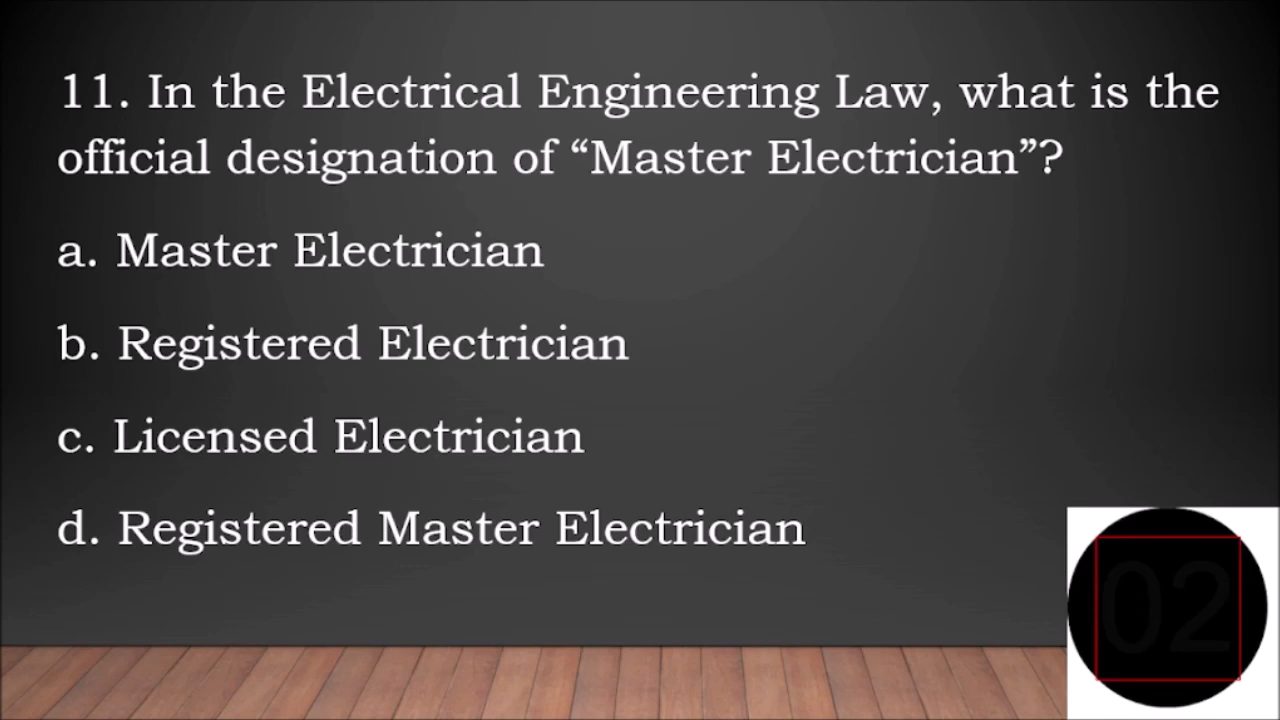 11. In the Electrical Engineering Law, what is the
official designation of “Master Electrician”?
a. Master Electrician
b. Registered Electrician
c. Licensed Electrician
d. Registered Master Electrician
02